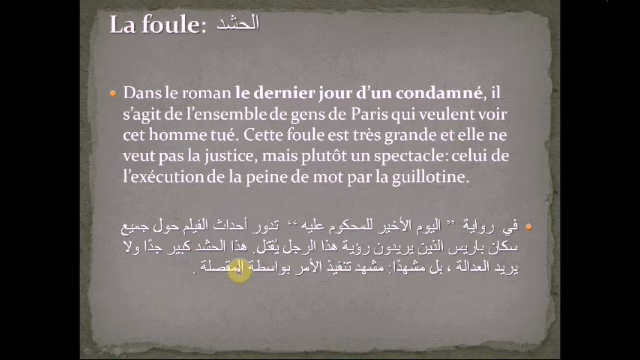 La foule: الحشد
Dans le roman le dernier jour d'un condamné, il
s'agit de l'ensemble de gens de Paris qui veulent voir
cet homme tué. Cette foule est très grande et elle ne
veut pas la justice, mais plutôt un spectacle: celui de
l'exécution de la peine de mot par la guillotine.
في رواية " اليوم الأخير للمحكوم عليه " تدور أحداث الفيلم حول جميع
سكان باريس الذين يريدون رؤية هذا الرجل يُقتل. هذا الحشد كبير جدًا ولا
يريد العدالة ، بل مشهدًا: مشهد تنفيذ الأمر بواسطة المقصلة .